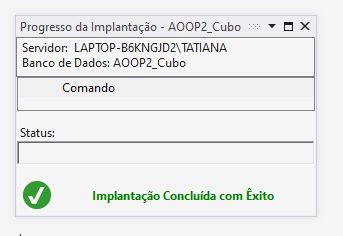 Progresso da Implantação - AOOP2_Cubo
Servidor: LAPTOP-B6KNGJD2\TATIANA
Banco de Dados: AOOP2_Cubo
Comando
Status:
Implantação Concluída com Êxito